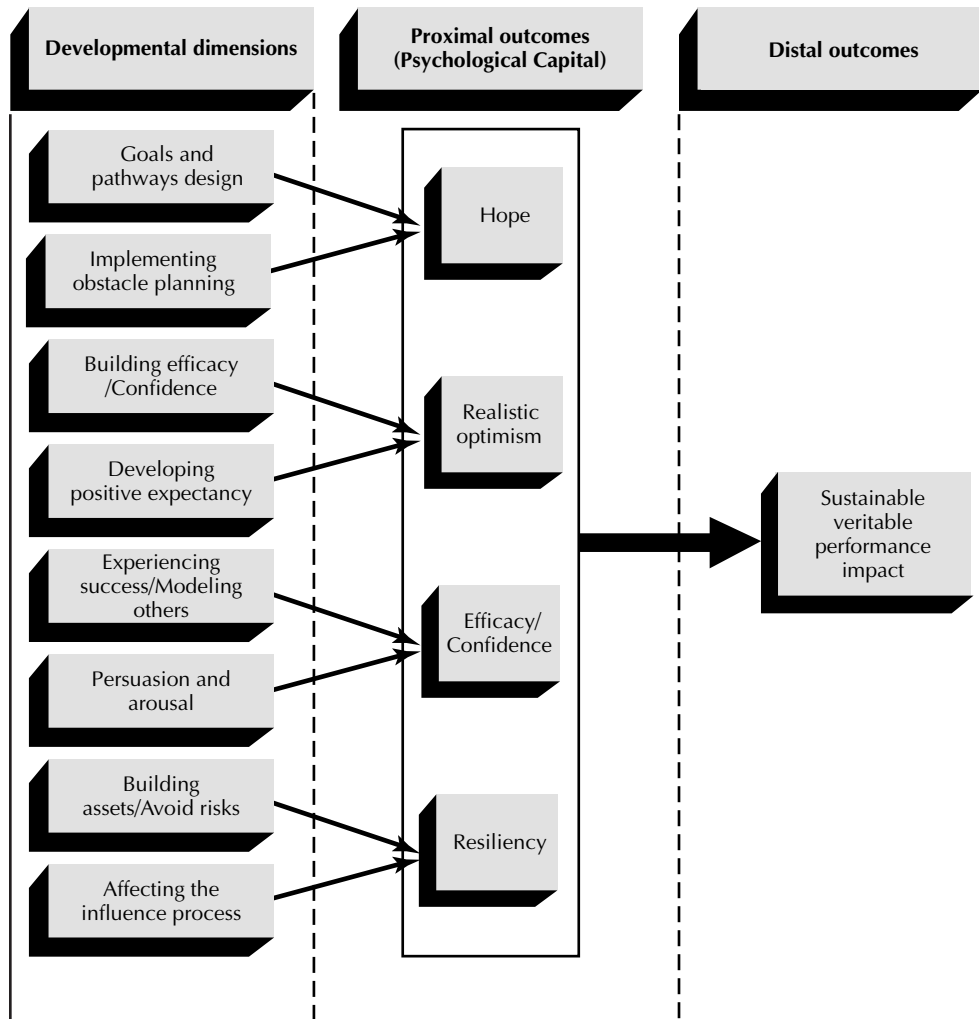 Developmental dimensions
Proximal outcomes
(Psychological Capital)
Distal outcomes
Goals and
pathways design
Implementing
obstacle planning
Building efficacy
/Confidence
Developing
positive expectancy
Experiencing
success/Modeling
others
Persuasion and
arousal
Building
assets/Avoid risks
Affecting the
influence process
Hope
Realistic
optimism
Efficacy/
Confidence
Resiliency
Sustainable
veritable
performance
impact